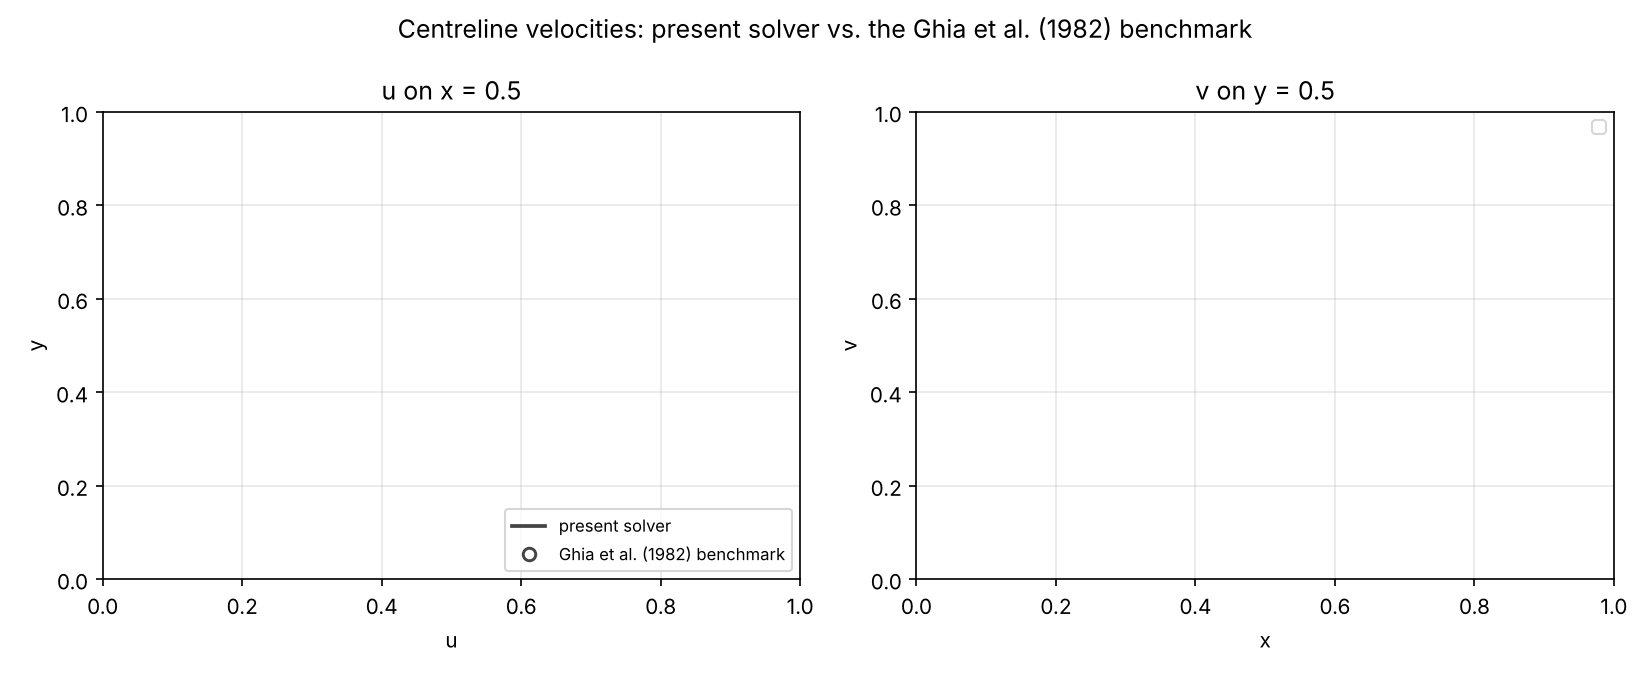 Centreline velocities: present solver vs. the Ghia et al. (1982) benchmark
u on x = 0.5
1.0
0.8
0.6
0.4
0.2
0.0
y
present solver
Ghia et al. (1982) benchmark
0.0 0.2 0.4 0.6 0.8 1.0
u
v on y = 0.5
1.0
0.8
0.6
0.4
0.2
0.0
v
0.0 0.2 0.4 0.6 0.8 1.0
x